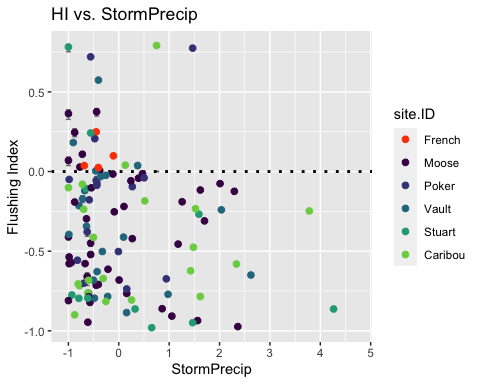 HI vs. StormPrecip
Flushing Index
0.5
0.0
-0.5
-1.0
-1
0
1
2
3
4
5
StormPrecip
site.ID
French
Moose
Poker
Vault
Stuart
Caribou